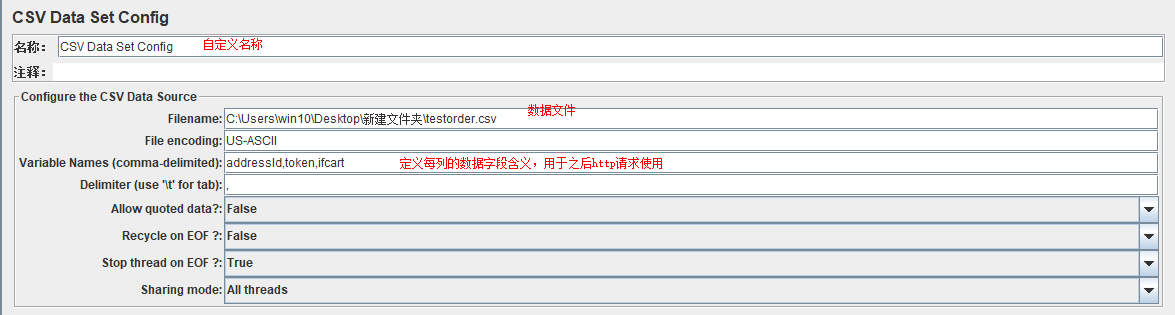 CSV Data Set Config
名称： CSV Data Set Config 自定义名称
注释：
Configure the CSV Data Source
数据文件
Filename: C:\Users\win10\Desktop\新建文件夹\testorder.csv
File encoding: US-ASCII
Variable Names (comma-delimited): addressId,token,ifcart 定义每列的数据字段含义，用于之后http请求使用
Delimiter (use '\t' for tab): ,
Allow quoted data?: False
Recycle on EOF ?: False
Stop thread on EOF ?: True
Sharing mode: All threads